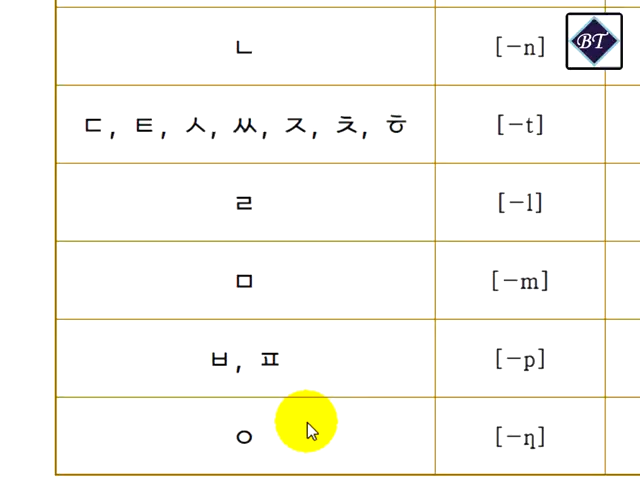 ㄴ [-n]
BT
ㄷ, ㅌ, ㅅ, ㅆ, ㅈ, ㅊ, ㅎ [-t]
ㄹ [-l]
ㅁ [-m]
ㅂ, ㅍ [-p]
ㅇ [-ŋ]